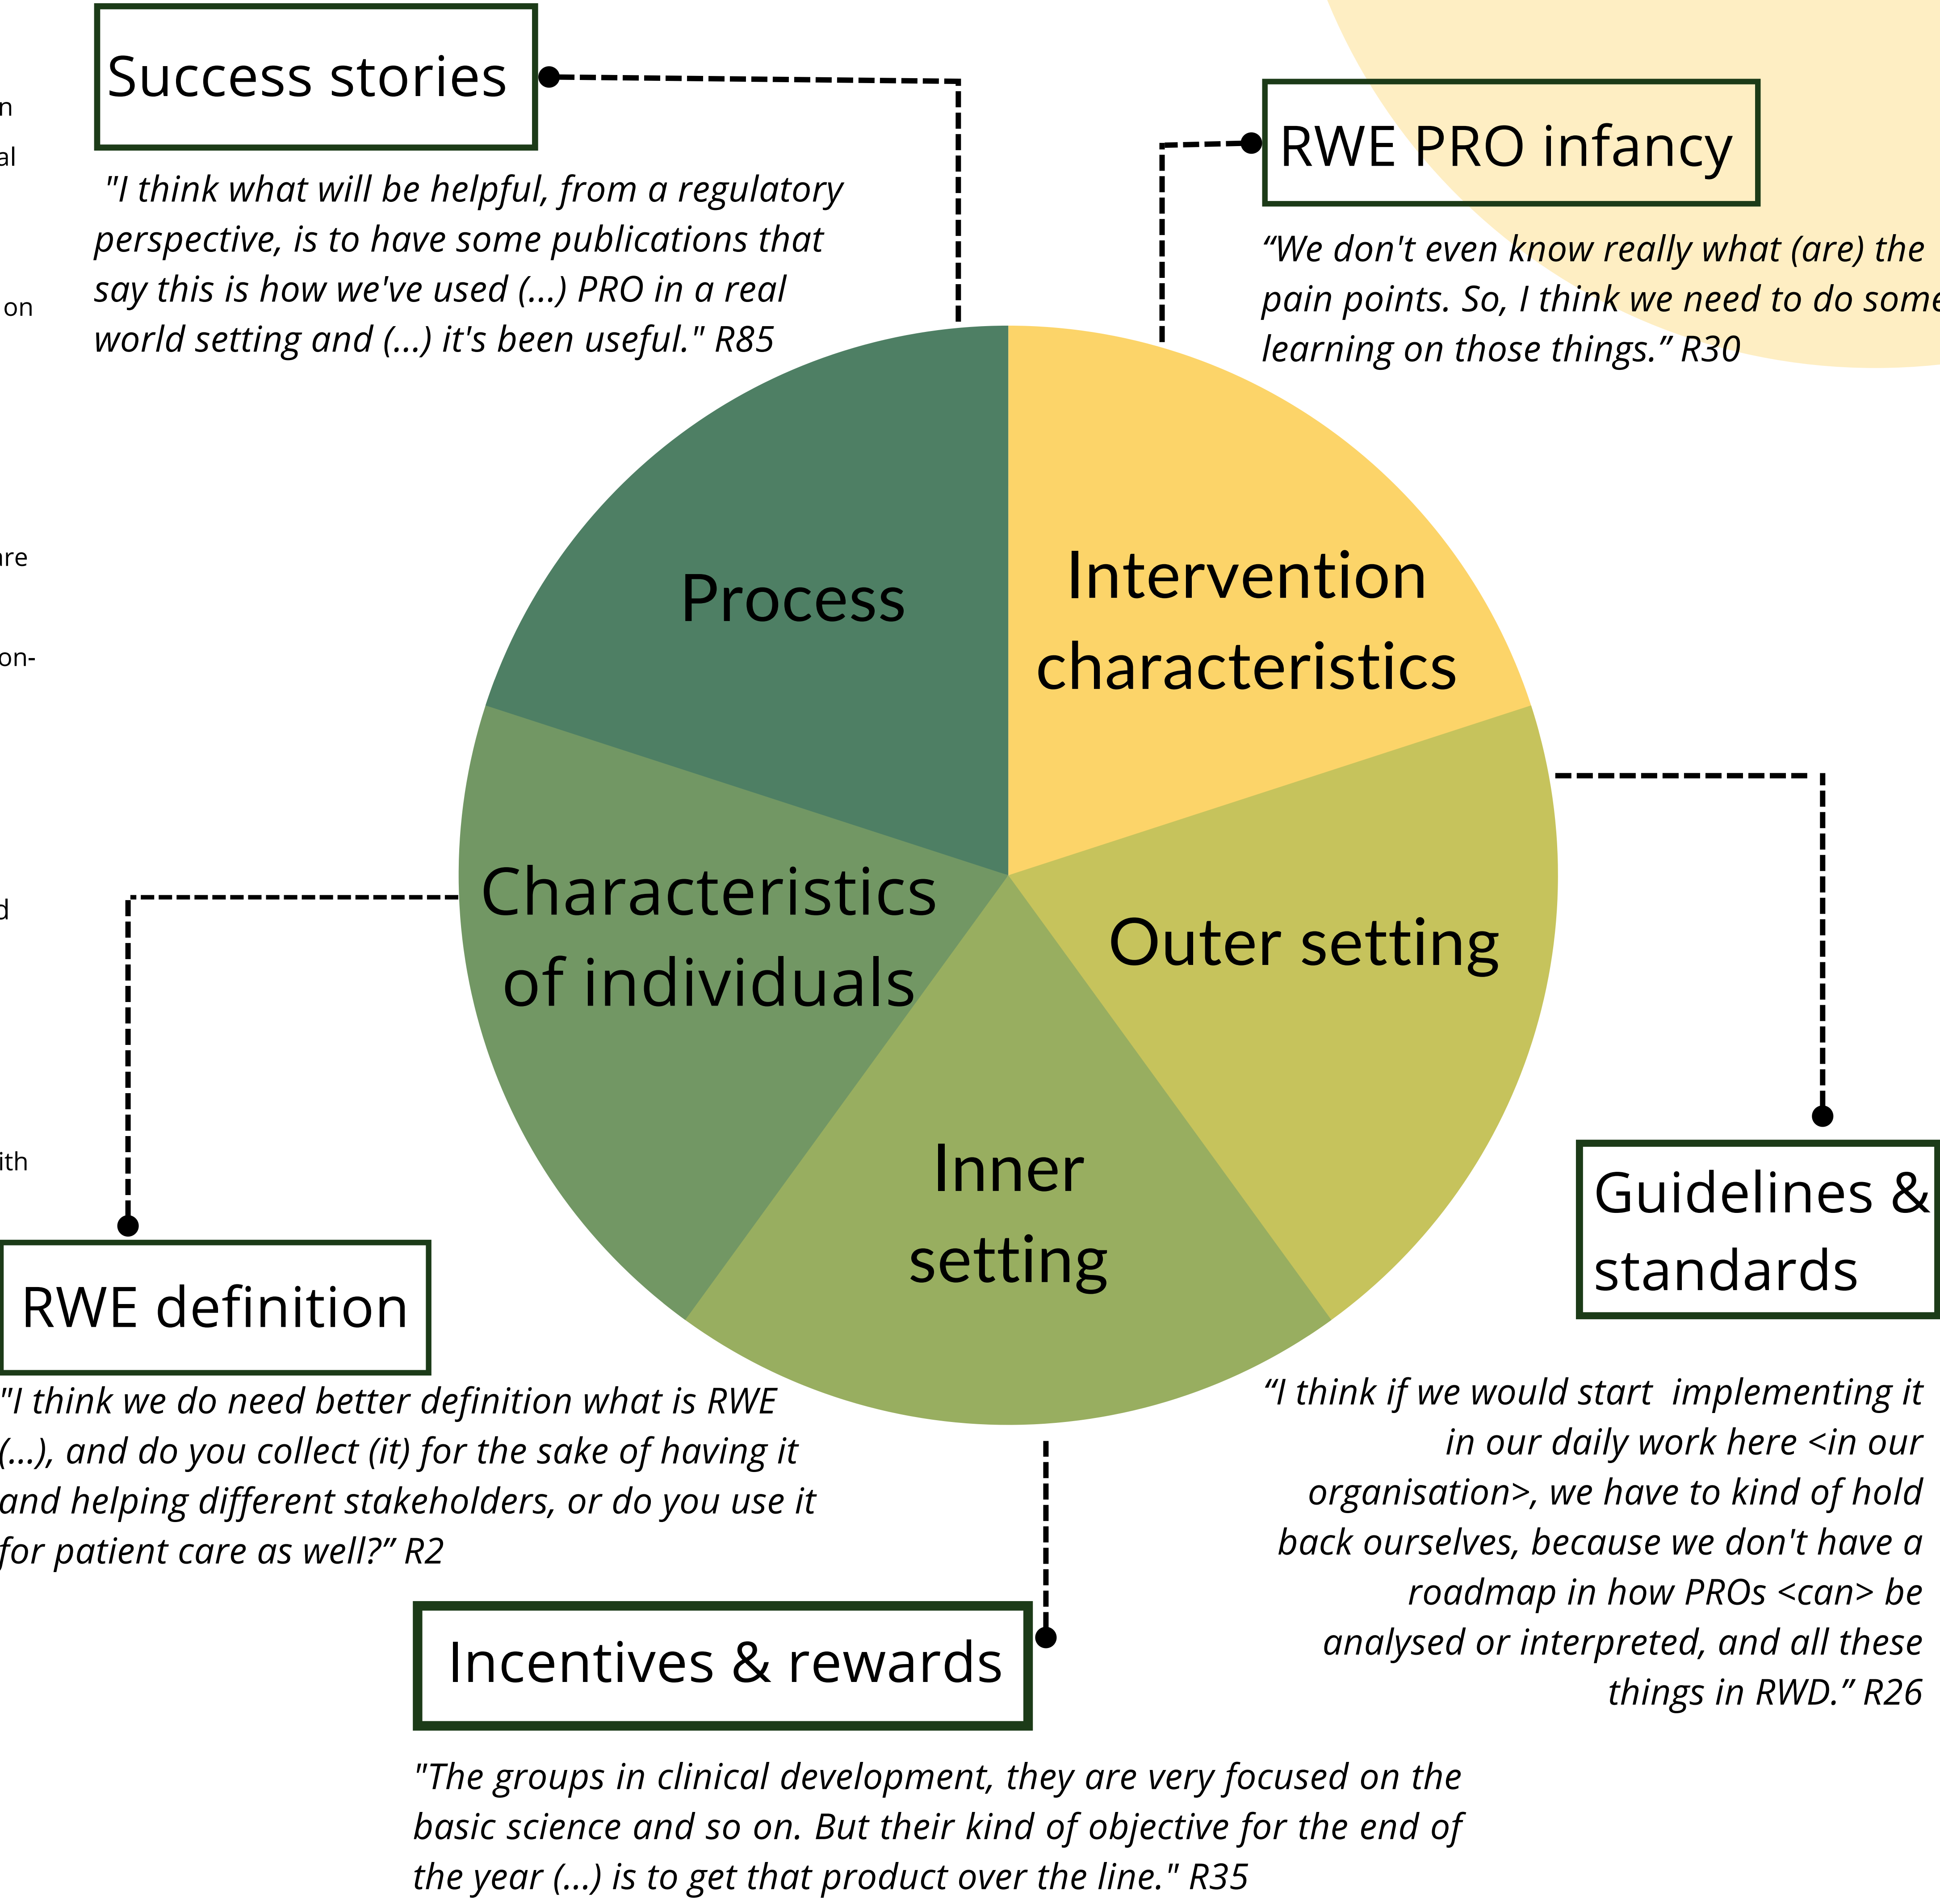 Success stories
"I think what will be helpful, from a regulatory
perspective, is to have some publications that
say this is how we've used (...) PRO in a real
world setting and (...) it's been useful." R85
RWE PRO infancy
“We don't even know really what (are) the
pain points. So, I think we need to do some
learning on those things.” R30
n
al
on
are
on-
d
ith
Process
Intervention
characteristics
Characteristics
of individuals
Outer setting
Inner
setting
RWE definition
"I think we do need better definition what is RWE
(...), and do you collect (it) for the sake of having it
and helping different stakeholders, or do you use it
for patient care as well?” R2
Guidelines &
standards
“I think if we would start  implementing it
in our daily work here <in our
organisation>, we have to kind of hold
back ourselves, because we don't have a
roadmap in how PROs <can> be
analysed or interpreted, and all these
things in RWD.” R26
Incentives & rewards
"The groups in clinical development, they are very focused on the
basic science and so on. But their kind of objective for the end of
the year (...) is to get that product over the line." R35